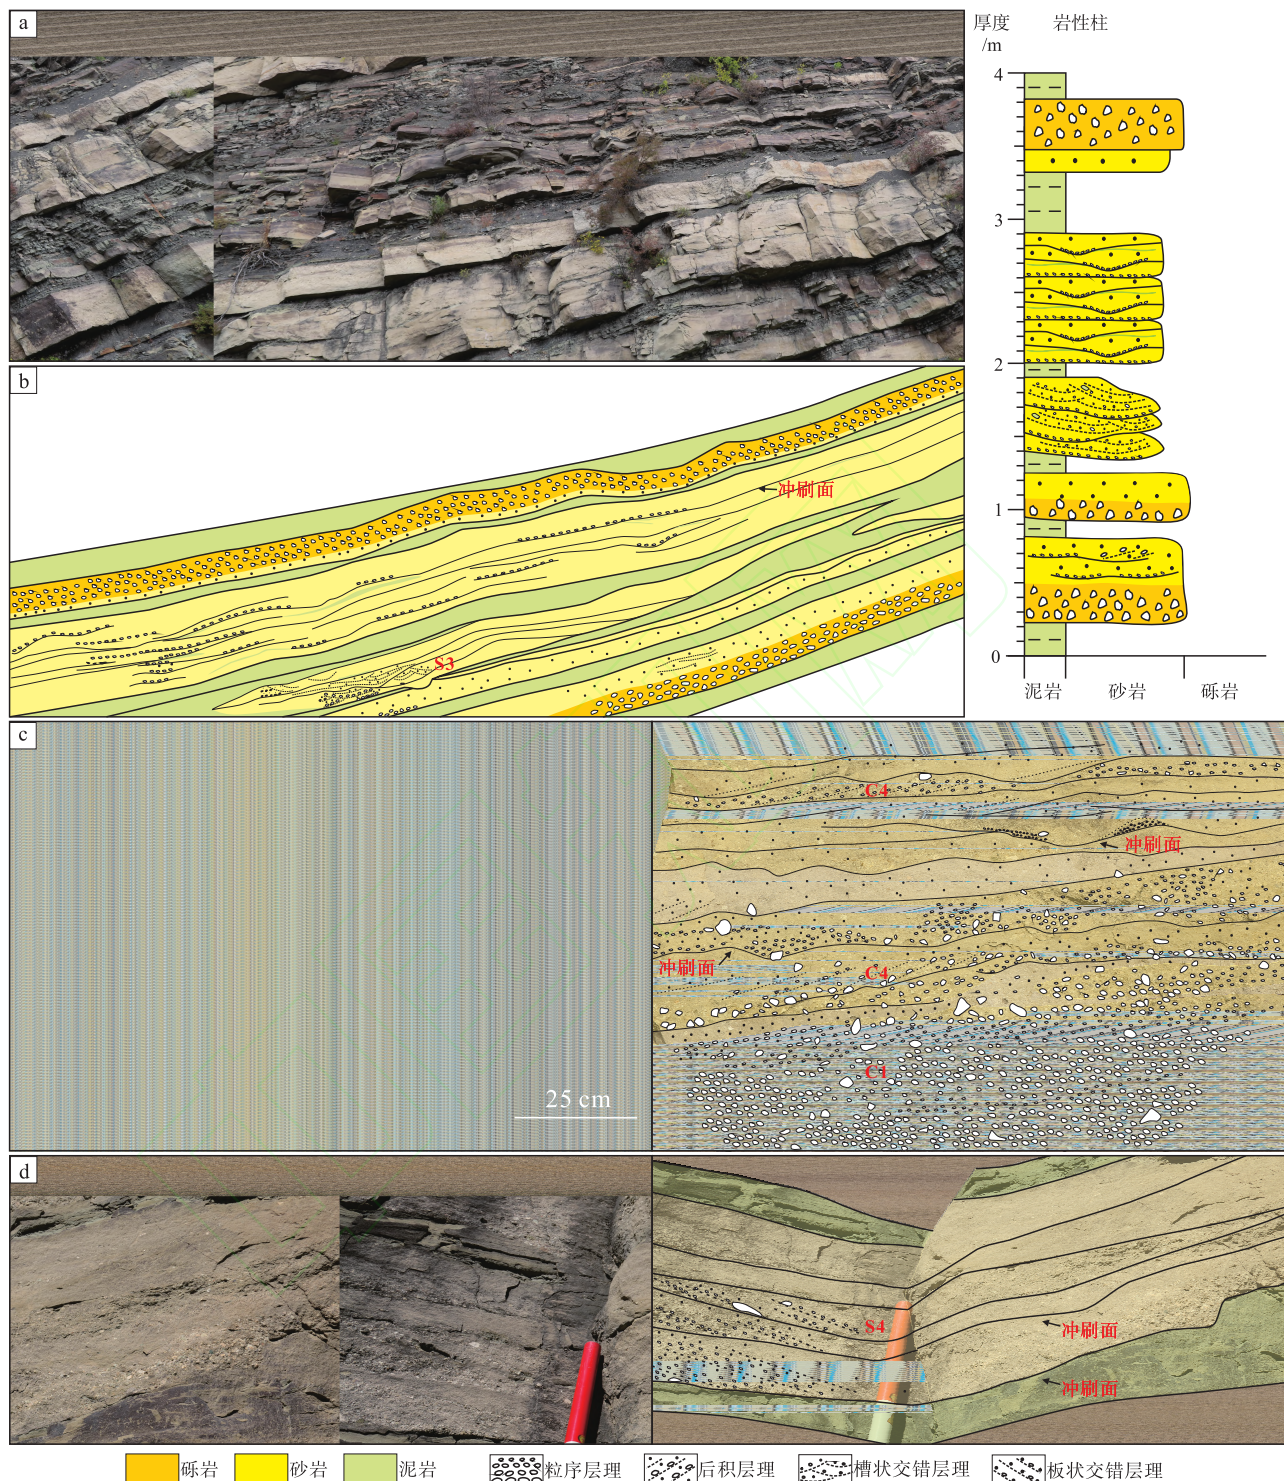 a
厚度
/m
岩性柱
4
3
2
1
0
泥岩 砂岩 砾岩
b
冲刷面
S3
c
25 cm
C4
冲刷面
冲刷面
C4
C1
d
S4
冲刷面
冲刷面
砾岩 砂岩 泥岩 粒序层理 后积层理 槽状交错层理 板状交错层理